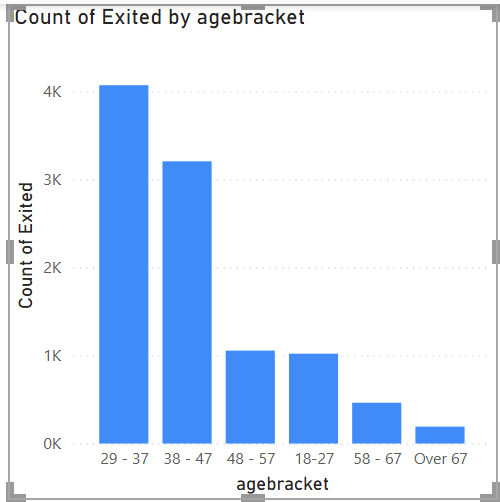 Count of Exited by agebracket
Count of Exited
4K
3K
2K
1K
0K
29 - 37 38 - 47 48 - 57 18-27 58 - 67 Over 67
agebracket